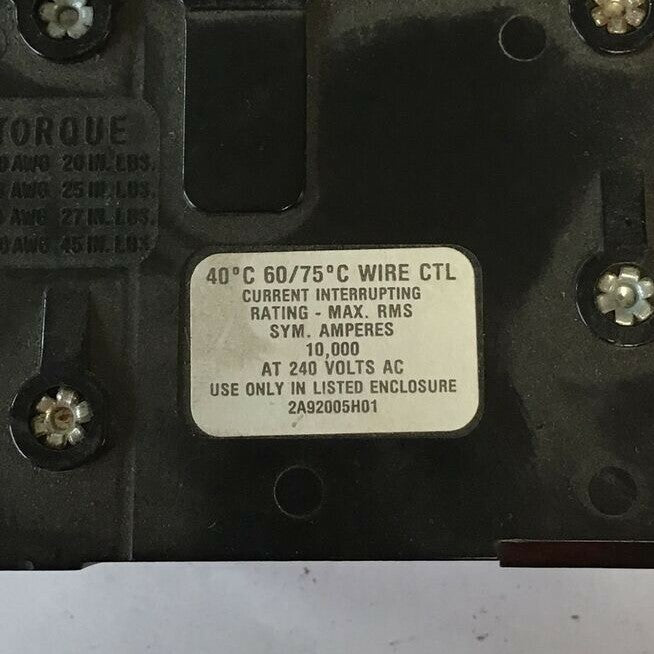 TORQUE
AWG 20 IN. LBS.
AWG 25 IN. LBS.
AWG 27 IN. LBS.
AWG 45 IN. LBS.
40°C 60/75°C WIRE CTL
CURRENT INTERRUPTING
RATING - MAX. RMS
SYM. AMPERES
10,000
AT 240 VOLTS AC
USE ONLY IN LISTED ENCLOSURE
2A92005H01